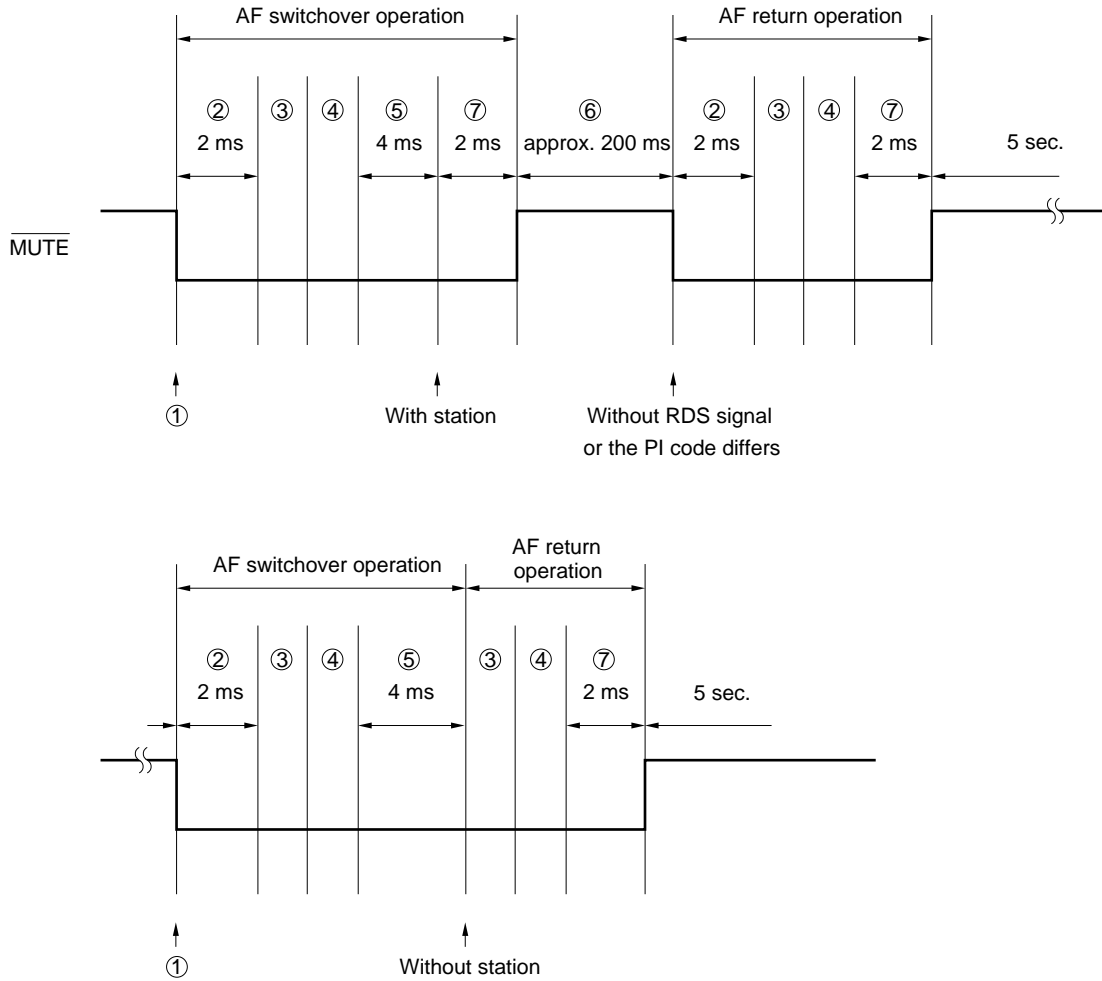 AF switchover operation AF return operation
② ③ ④ ⑤ ⑦ ⑥ ② ③ ④ ⑦
2 ms 4 ms 2 ms approx. 200 ms 2 ms 2 ms 5 sec.
MUTE
① With station Without RDS signal
or the PI code differs
AF switchover operation AF return
operation
② ③ ④ ⑤ ③ ④ ⑦
2 ms 4 ms 2 ms 5 sec.
① Without station